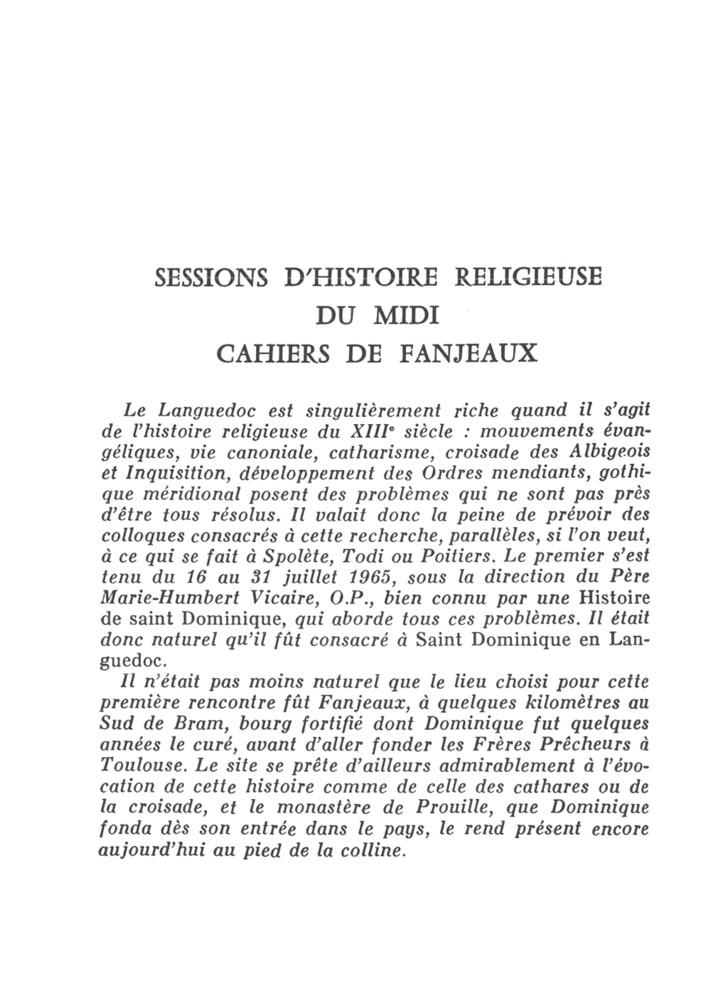 SESSIONS D'HISTOIRE RELIGIEUSE
DU MIDI
CAHIERS DE FANJEAUX
Le Languedoc est singulièrement riche quand il s'agit
de l'histoire religieuse du XIIIe siècle : mouvements évan-
géliques, vie canoniale, catharisme, croisade des Albigeois
et Inquisition, développement des Ordres mendiants, gothi-
que méridional posent des problèmes qui ne sont pas près
d'être tous résolus. Il valait donc la peine de prévoir des
colloques consacrés à cette recherche, parallèles, si l'on veut,
à ce qui se fait à Spolète, Todi ou Poitiers. Le premier s'est
tenu du 16 au 31 juillet 1965, sous la direction du Père
Marie-Humbert Vicaire, O.P., bien connu par une Histoire
de saint Dominique, qui aborde tous ces problèmes. Il était
donc naturel qu'il fût consacré à Saint Dominique en Lan-
guedoc.
Il n'était pas moins naturel que le lieu choisi pour cette
première rencontre fût Fanjeaux, à quelques kilomètres au
Sud de Bram, bourg fortifié dont Dominique fut quelques
années le curé, avant d'aller fonder les Frères Prêcheurs à
Toulouse. Le site se prête d'ailleurs admirablement à l'évo-
cation de cette histoire comme de celle des cathares ou de
la croisade, et le monastère de Prouille, que Dominique
fonda dès son entrée dans le pays, le rend présent encore
aujourd'hui au pied de la colline.